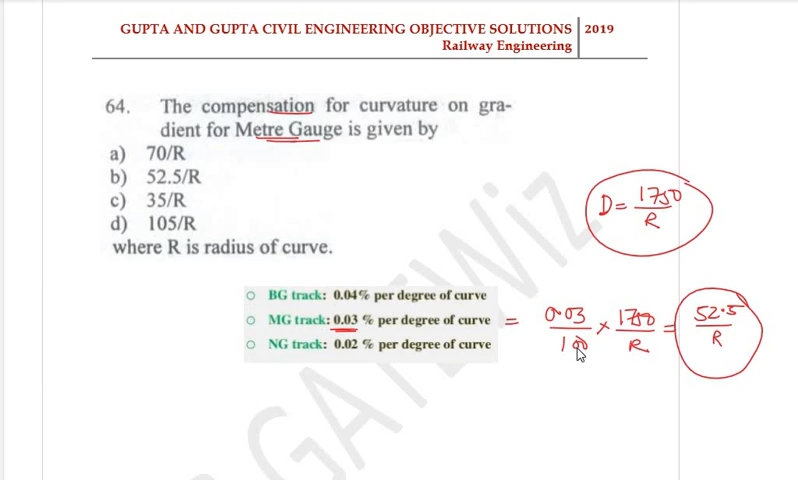 GUPTA AND GUPTA CIVIL ENGINEERING OBJECTIVE SOLUTIONS 2019
Railway Engineering
64. The compensation for curvature on gra-
dient for Metre Gauge is given by
a) 70/R
b) 52.5/R
c) 35/R
d) 105/R
where R is radius of curve.
D = 1750/R
BG track: 0.04% per degree of curve
MG track: 0.03 % per degree of curve = 0.03/100 × 1750/R = 52.5/R
NG track: 0.02 % per degree of curve
GATEWiz